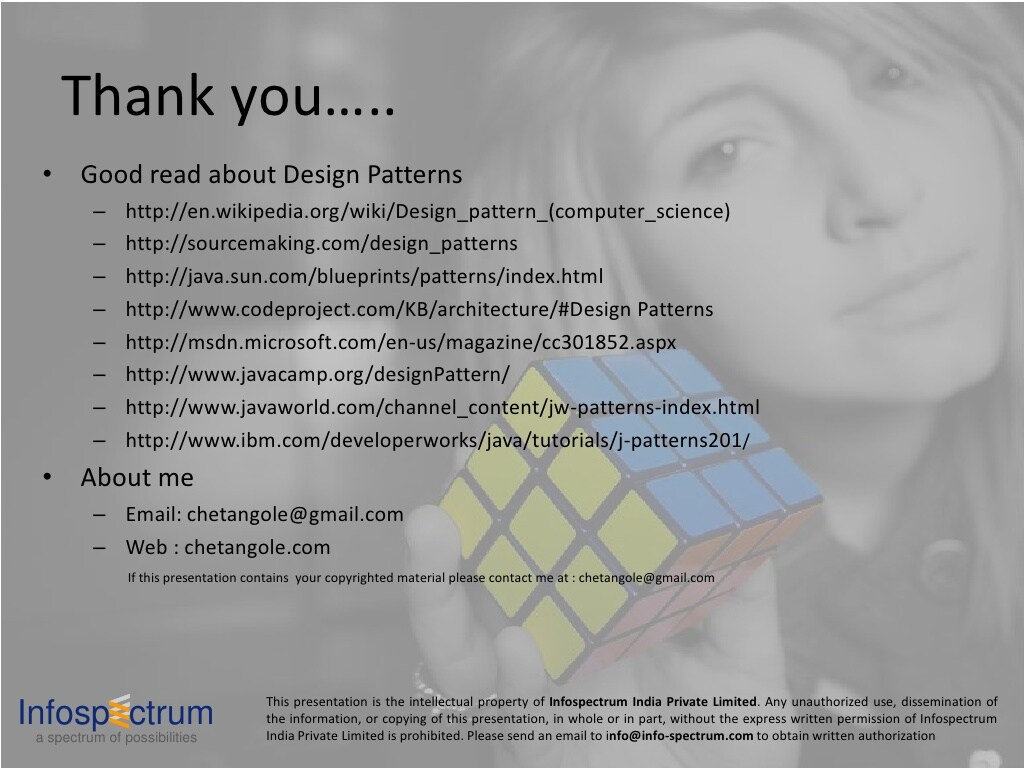 Thank you…..
• Good read about Design Patterns
– http://en.wikipedia.org/wiki/Design_pattern_(computer_science)
– http://sourcemaking.com/design_patterns
– http://java.sun.com/blueprints/patterns/index.html
– http://www.codeproject.com/KB/architecture/#Design Patterns
– http://msdn.microsoft.com/en-us/magazine/cc301852.aspx
– http://www.javacamp.org/designPattern/
– http://www.javaworld.com/channel_content/jw-patterns-index.html
– http://www.ibm.com/developerworks/java/tutorials/j-patterns201/
• About me
– Email: chetangole@gmail.com
– Web : chetangole.com
If this presentation contains  your copyrighted material please contact me at : chetangole@gmail.com
Infospectrum
a spectrum of possibilities
This presentation is the intellectual property of Infospectrum India Private Limited. Any unauthorized use, dissemination of
the information, or copying of this presentation, in whole or in part, without the express written permission of Infospectrum
India Private Limited is prohibited. Please send an email to info@info-spectrum.com to obtain written authorization